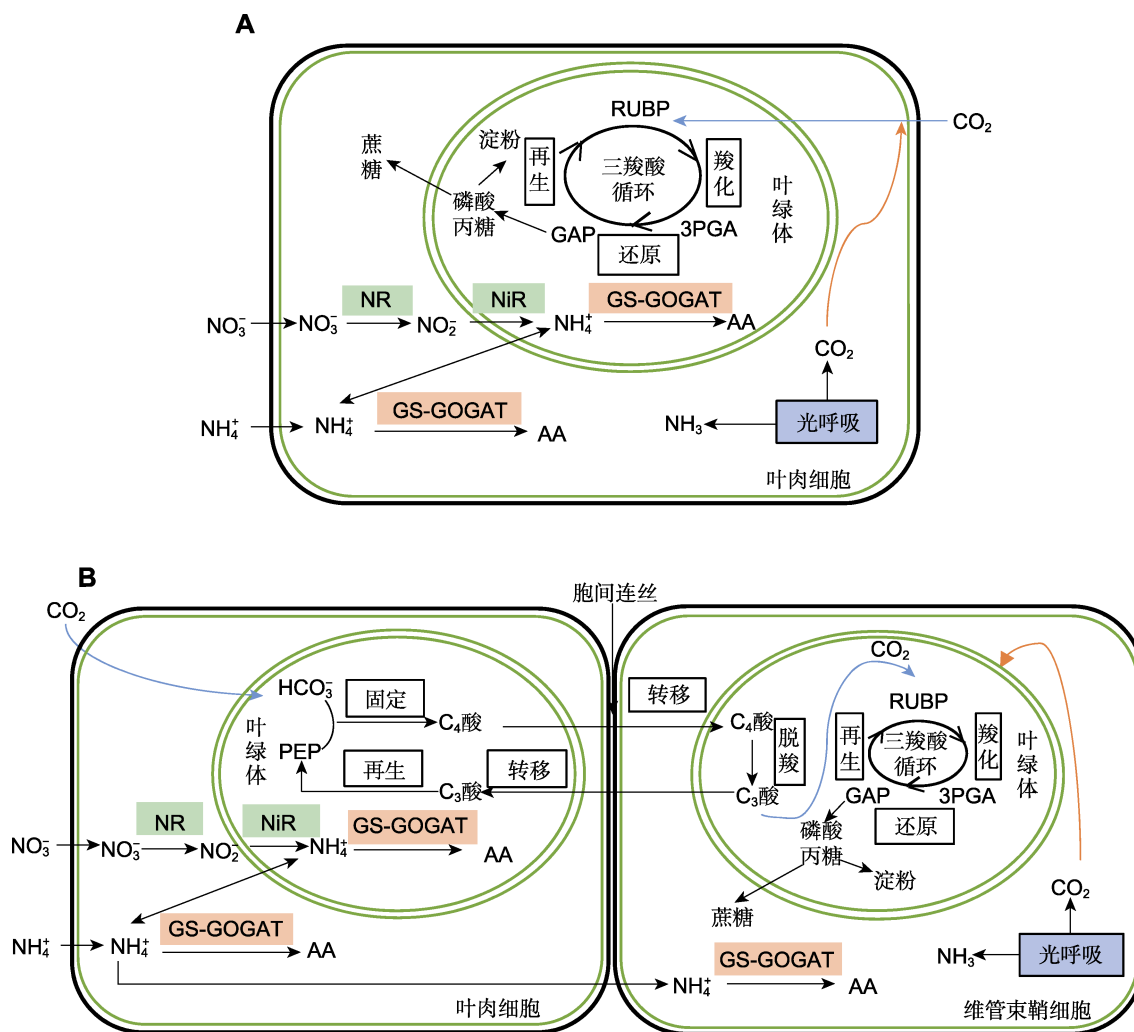 A
RUBP
CO₂
淀粉
蔗
糖
再
生
三羧酸
循环
羧
化
叶
绿
体
磷酸
丙糖
GAP
3PGA
还原
NR
NiR
GS-GOGAT
NO₃⁻
NO₃⁻
NO₂⁻
NH₄⁺
AA
CO₂
GS-GOGAT
NH₄⁺
NH₄⁺
AA
NH₃
光呼吸
叶肉细胞
B
胞间连丝
CO₂
CO₂
HCO₃⁻
固定
转移
RUBP
C₄酸
C₄酸
脱
羧
再
生
三羧酸
循环
羧
化
叶
绿
体
叶
绿
体
PEP
再生
转移
C₃酸
C₃酸
GAP
3PGA
还原
NR
NiR
GS-GOGAT
磷酸
丙糖
NO₃⁻
NO₃⁻
NO₂⁻
NH₄⁺
AA
淀粉
CO₂
蔗糖
GS-GOGAT
NH₄⁺
NH₄⁺
AA
GS-GOGAT
NH₃
光呼吸
NH₄⁺
AA
叶肉细胞
维管束鞘细胞